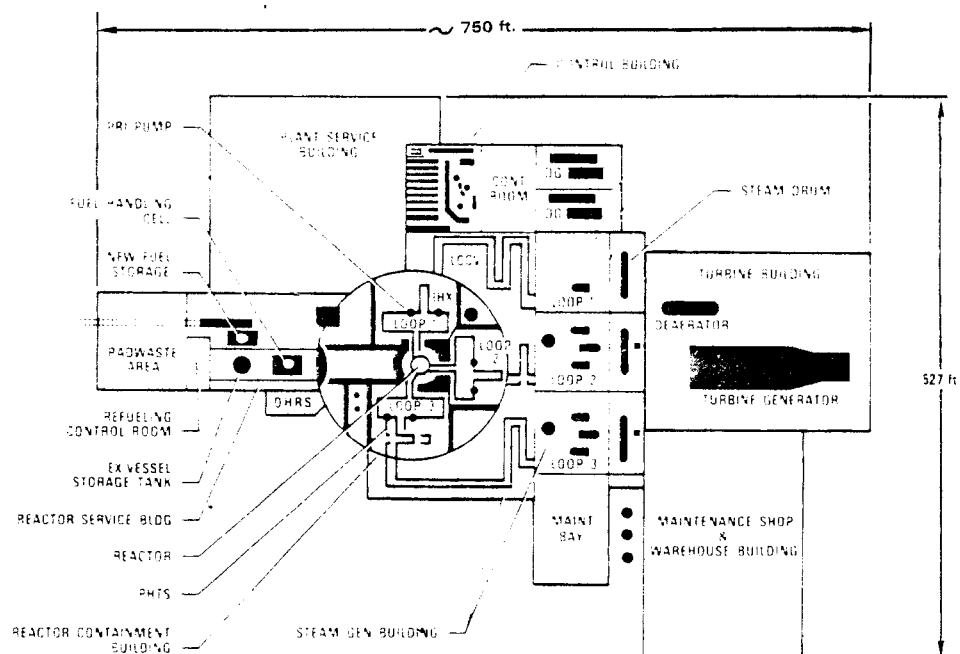 ~ 750 ft.
CONTROL BUILDING
PRI PUMP
PLANT SERVICE
BUILDING
CONT
ROOM
DG
DG
STEAM DRUM
FUEL HANDLING
CELL
NEW FUEL
STORAGE
IHX
LOOP 1
LOOP 1
TURBINE BUILDING
DEAERATOR
RADWASTE
AREA
LOOP
2
LOOP 2
527 ft
TURBINE GENERATOR
DHRS
LOOP 3
REFUELING
CONTROL ROOM
LOOP 3
EX VESSEL
STORAGE TANK
REACTOR SERVICE BLDG
MAINT
BAY
MAINTENANCE SHOP
&
WAREHOUSE BUILDING
REACTOR
PHTS
REACTOR CONTAINMENT
BUILDING
STEAM GEN BUILDING